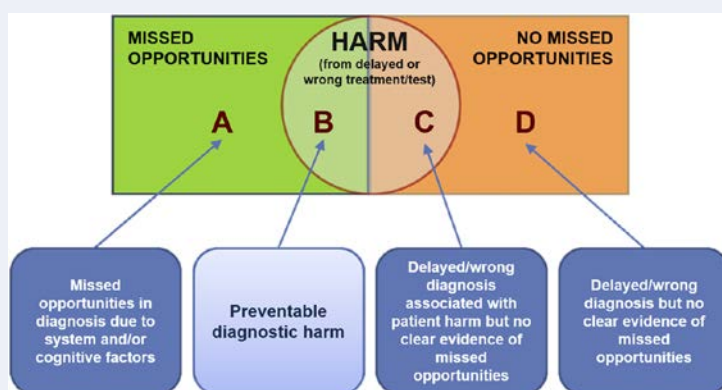 MISSED
OPPORTUNITIES
HARM
(from delayed or
wrong treatment/test)
NO MISSED
OPPORTUNITIES
A
B
C
D
Missed
opportunities in
diagnosis due to
system and/or
cognitive factors
Preventable
diagnostic harm
Delayed/wrong
diagnosis
associated with
patient harm but no
clear evidence of
missed
opportunities
Delayed/wrong
diagnosis but no
clear evidence of
missed
opportunities